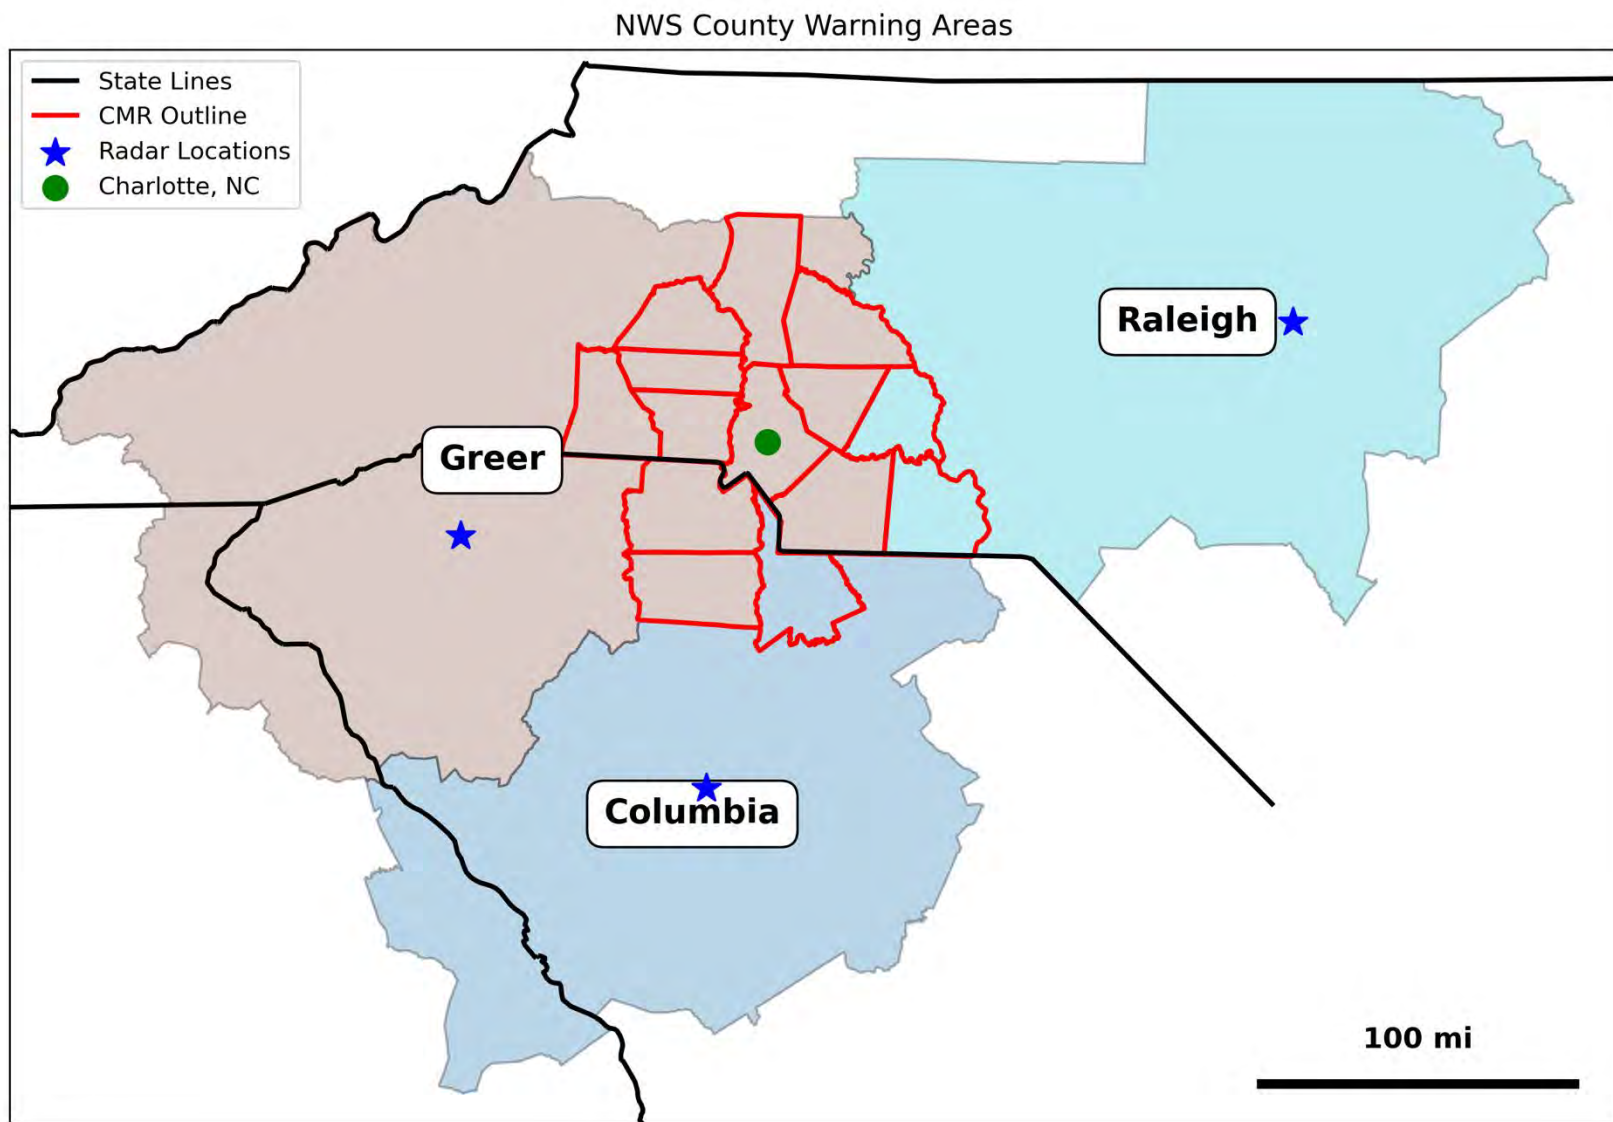 NWS County Warning Areas
State Lines
CMR Outline
Radar Locations
Charlotte, NC
Raleigh
Greer
Columbia
100 mi